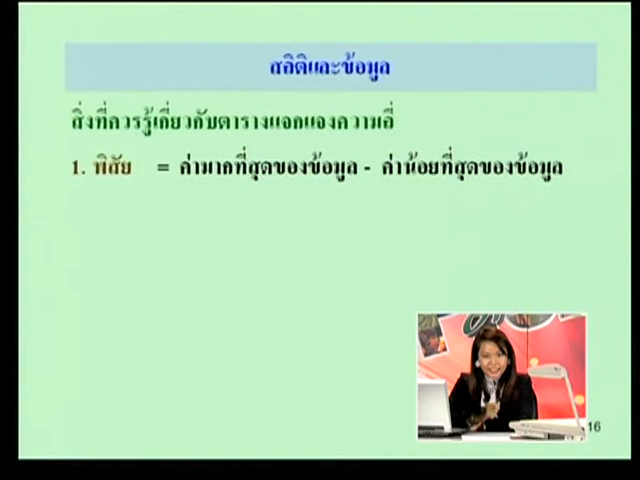 สถิติและข้อมูล
สิ่งที่ควรรู้เกี่ยวกับตารางแจกแจงความถี่
1. พิสัย = ค่ามากที่สุดของข้อมูล - ค่าน้อยที่สุดของข้อมูล
16